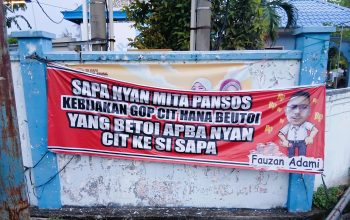 SAPA NYAN MITA PANSOS
KEBIJAKAN GOP CIT HANA BEUTOI
YANG BETOI APBA NYAN
CIT KE SI SAPA
Fauzan Adami